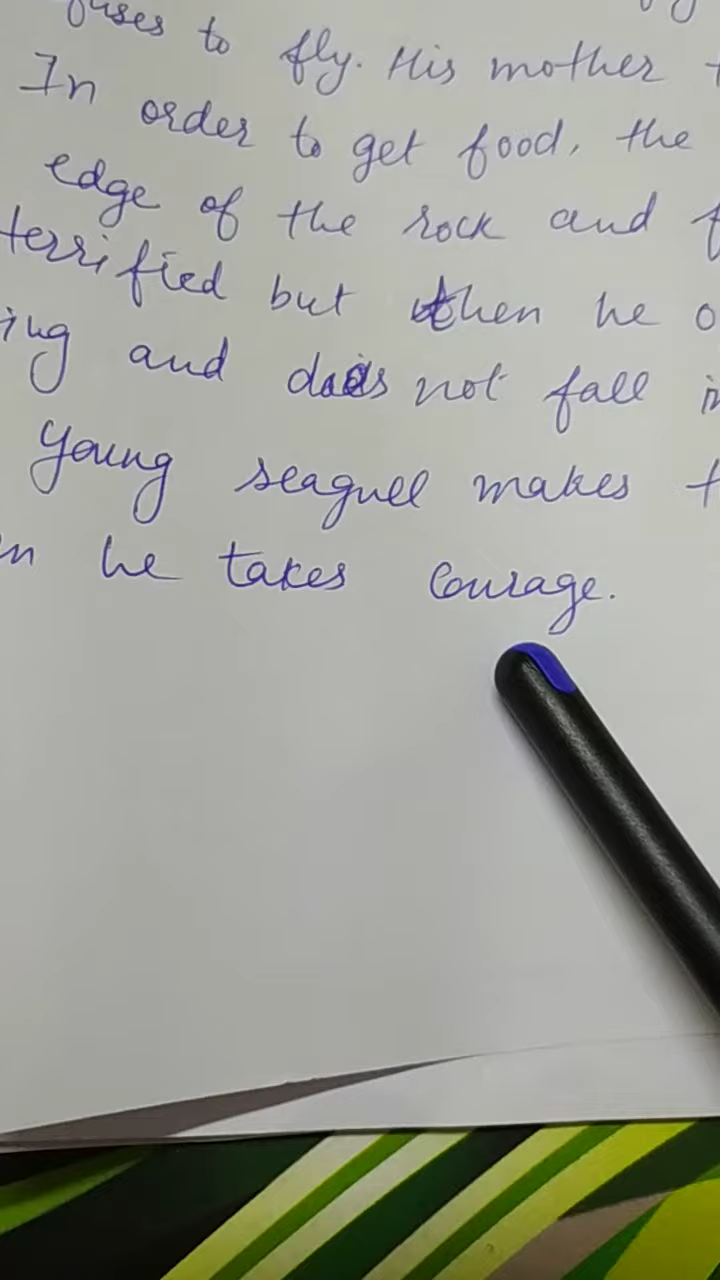 to fly. His mother
In order to get food, the
edge of the rock and
terrified but then he
and does not fall
young seagull makes
he takes courage.